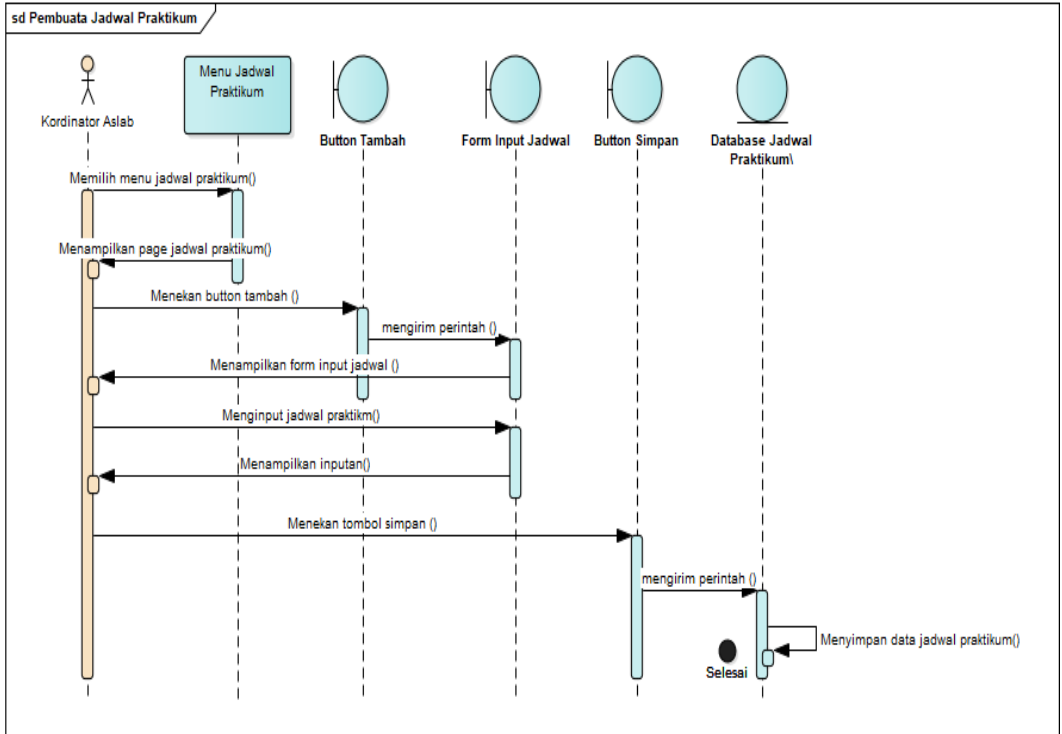 sd Pembuata Jadwal Praktikum
Kordinator Aslab
Menu Jadwal
Praktikum
Button Tambah
Form Input Jadwal
Button Simpan
Database Jadwal
Praktikum\
Memilih menu jadwal praktikum()
Menampilkan page jadwal praktikum()
Menekan button tambah ()
mengirim perintah ()
Menampilkan form input jadwal ()
Menginput jadwal praktikm()
Menampilkan inputan()
Menekan tombol simpan ()
mengirim perintah ()
Menyimpan data jadwal praktikum()
Selesai